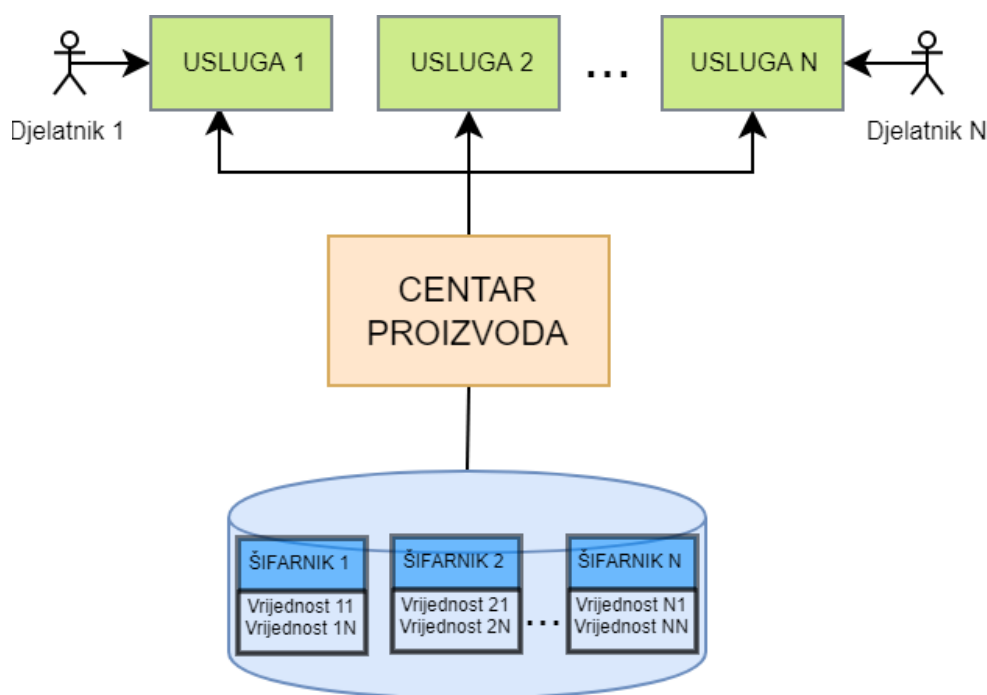 USLUGA 1
USLUGA 2
...
USLUGA N
Djelatnik 1
Djelatnik N
CENTAR
PROIZVODA
ŠIFARNIK 1
Vrijednost 11
Vrijednost 1N
ŠIFARNIK 2
Vrijednost 21
Vrijednost 2N
...
ŠIFARNIK N
Vrijednost N1
Vrijednost NN